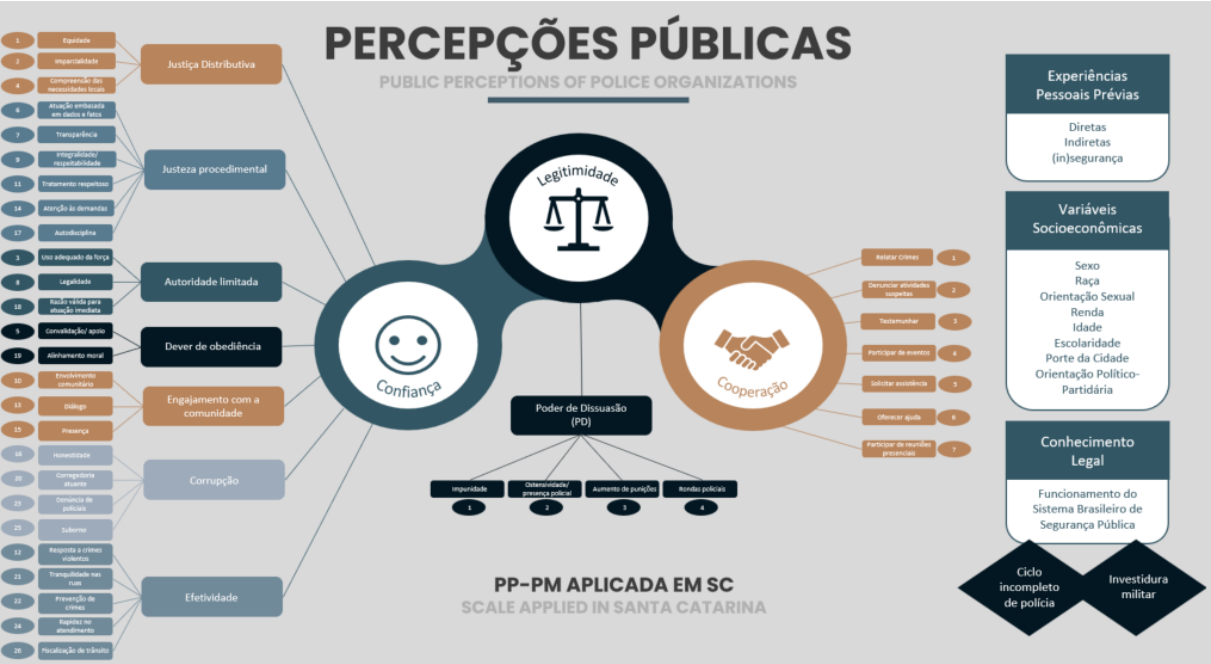 PERCEPÇÕES PÚBLICAS
PUBLIC PERCEPTIONS OF POLICE ORGANIZATIONS
Justiça Distributiva
1 Equidade
2 Imparcialidade
4 Compreensão das
necessidades locais
Justeza procedimental
6 Atuação embasada
em dados e fatos
7 Transparência
9 Integralidade/
respeitabilidade
11 Tratamento respeitoso
14 Atenção às demandas
17 Autodisciplina
Autoridade limitada
3 Uso adequado da força
8 Legalidade
18 Razão válida para
atuação imediata
Dever de obediência
5 Convalidação/ apoio
19 Alinhamento moral
Engajamento com a
comunidade
10 Envolvimento
comunitário
13 Diálogo
15 Presença
Corrupção
Honestidade
20 Corregedoria
atuante
Denúncia de
policiais
25 Suborno
Efetividade
12 Resposta a crimes
violentos
21 Tranquilidade nas
ruas
22 Prevenção de
crimes
24 Rapidez no
atendimento
Fiscalização de trânsito
Confiança
Legitimidade
Cooperação
Relatar Crimes 1
Denunciar atividades
suspeitas 2
Testemunhar 3
Participar de eventos 4
Solicitar assistência 5
Oferecer ajuda 6
Participar de reuniões
presenciais 7
Poder de Dissuasão
(PD)
Impunidade
1
Ostensividade/
presença policial
2
Aumento de punições
3
Rondas policiais
4
PP-PM APLICADA EM SC
SCALE APPLIED IN SANTA CATARINA
Experiências
Pessoais Prévias
Diretas
Indiretas
(in)segurança
Variáveis
Socioeconômicas
Sexo
Raça
Orientação Sexual
Renda
Idade
Escolaridade
Porte da Cidade
Orientação Político-
Partidária
Conhecimento
Legal
Funcionamento do
Sistema Brasileiro de
Segurança Pública
Ciclo
incompleto
de polícia
Investidura
militar